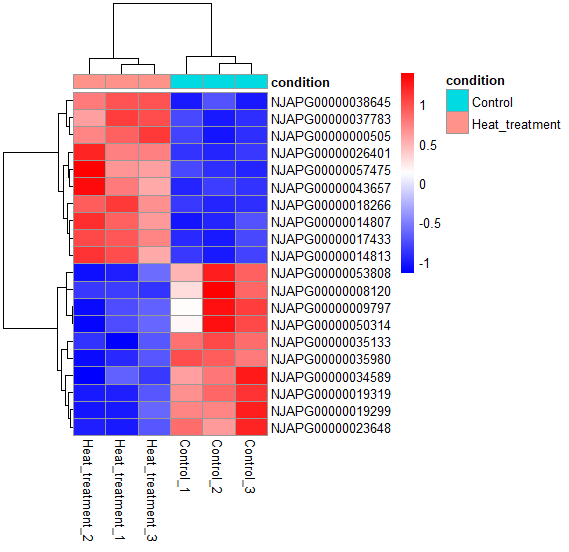 condition
NJAPG00000038645
NJAPG00000037783
NJAPG00000000505
NJAPG00000026401
NJAPG00000057475
NJAPG00000043657
NJAPG00000018266
NJAPG00000014807
NJAPG00000017433
NJAPG00000014813
NJAPG00000053808
NJAPG00000008120
NJAPG00000009797
NJAPG00000050314
NJAPG00000035133
NJAPG00000035980
NJAPG00000034589
NJAPG00000019319
NJAPG00000019299
NJAPG00000023648
Heat_treatment_2
Heat_treatment_1
Heat_treatment_3
Control_1
Control_2
Control_3
1
0.5
0
-0.5
-1
condition
Control
Heat_treatment